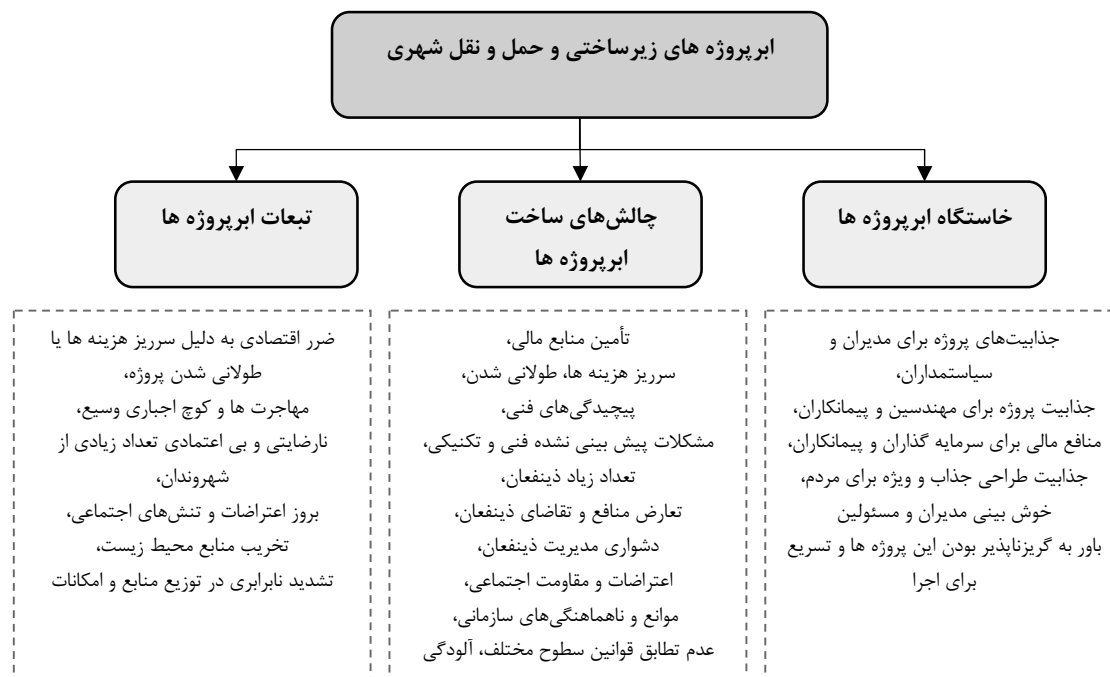 ابرپروژه های زیرساختی و حمل و نقل شهری
خاستگاه ابرپروژه ها
چالش‌های ساخت
ابرپروژه ها
تبعات ابرپروژه ها
جذابیت‌های پروژه برای مدیران و
سیاستمداران،
جذابیت پروژه برای مهندسین و پیمانکاران،
منافع مالی برای سرمایه گذاران و پیمانکاران،
جذابیت طراحی جذاب و ویژه برای مردم،
خوش بینی مدیران و مسئولین
باور به گریزناپذیر بودن این پروژه ها و تسریع
برای اجرا
تأمین منابع مالی،
سرریز هزینه ها، طولانی شدن،
پیچیدگی‌های فنی،
مشکلات پیش بینی نشده فنی و تکنیکی،
تعداد زیاد ذینفعان،
تعارض منافع و تقاضای ذینفعان،
دشواری مدیریت ذینفعان،
اعتراضات و مقاومت اجتماعی،
موانع و ناهماهنگی‌های سازمانی،
عدم تطابق قوانین سطوح مختلف، آلودگی
ضرر اقتصادی به دلیل سرریز هزینه ها یا
طولانی شدن پروژه،
مهاجرت ها و کوچ اجباری وسیع،
نارضایتی و بی اعتمادی تعداد زیادی از
شهروندان،
بروز اعتراضات و تنش‌های اجتماعی،
تخریب منابع محیط زیست،
تشدید نابرابری در توزیع منابع و امکانات